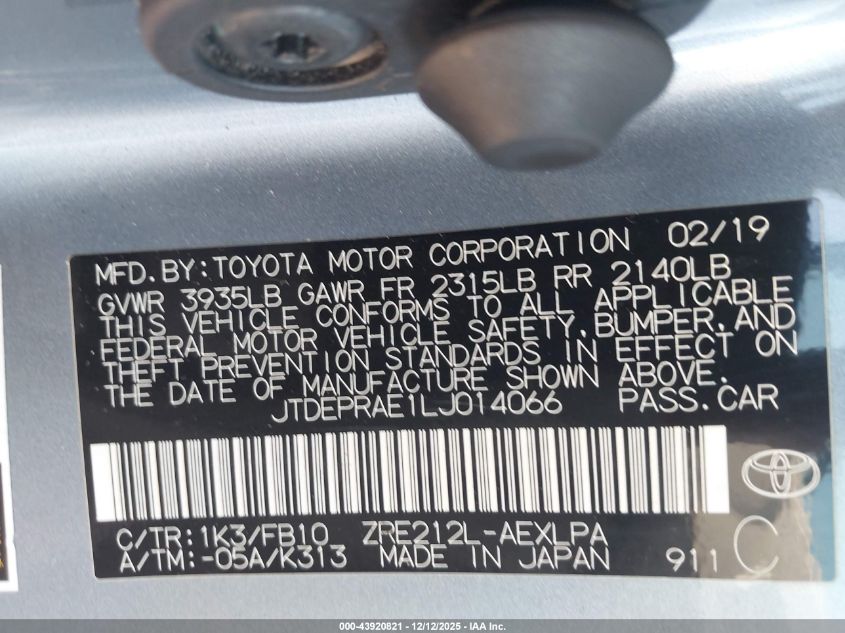 MFD.BY:TOYOTA MOTOR CORPORATION 02/19
GVWR 3935LB GAWR FR 2315LB RR 2140LB
THIS VEHICLE CONFORMS TO ALL APPLICABLE
FEDERAL MOTOR VEHICLE SAFETY,BUMPER,AND
THEFT PREVENTION STANDARDS IN EFFECT ON
THE DATE OF MANUFACTURE SHOWN ABOVE.
JTDEPRAE1LJ014066 PASS.CAR
C/TR:1K3/FB10 ZRE212L-AEXLPA
A/TM:-05A/K313 MADE IN JAPAN 911 C
000-43920821 - 12/12/2025 - IAA Inc.